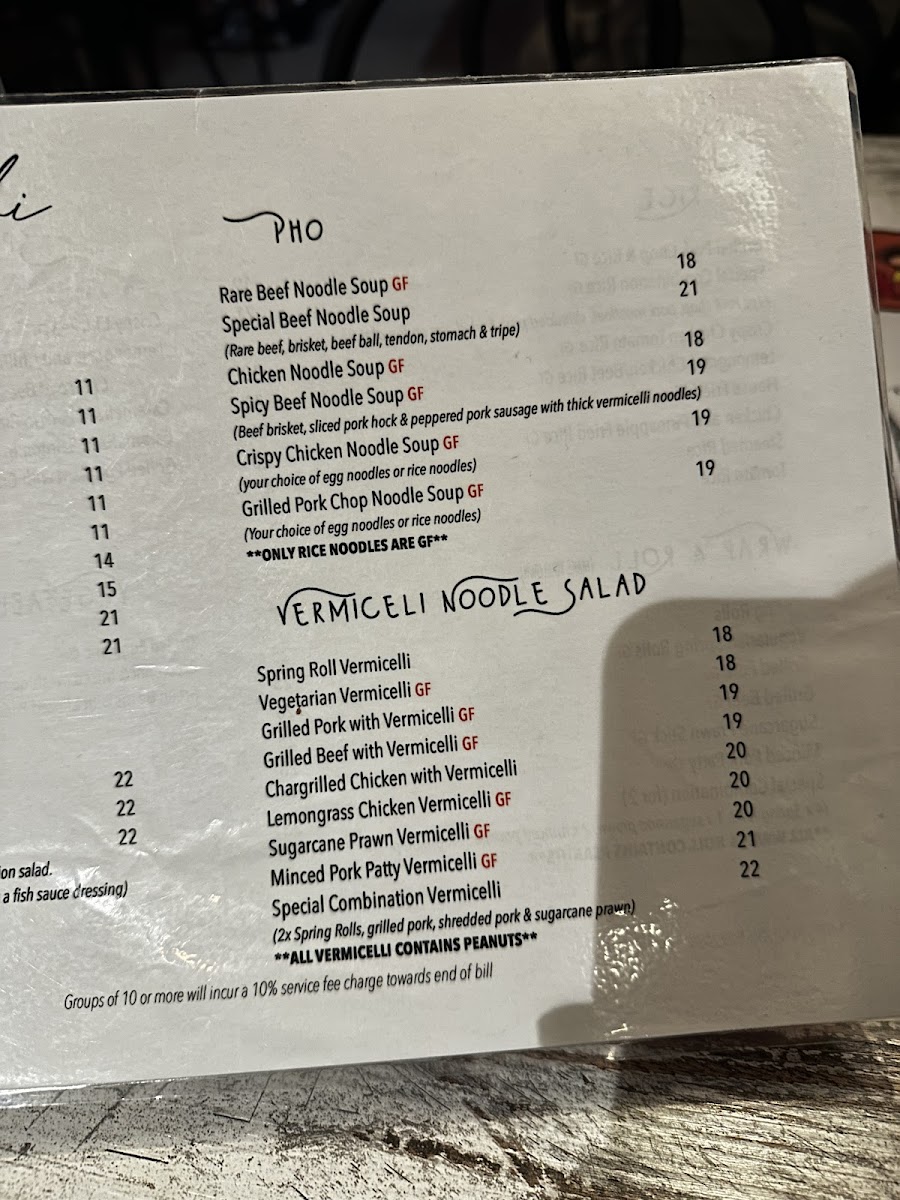 PHO
Rare Beef Noodle Soup GF 18
Special Beef Noodle Soup 21
(Rare beef, brisket, beef ball, tendon, stomach & tripe)
Chicken Noodle Soup GF 18
Spicy Beef Noodle Soup GF 19
(Beef brisket, sliced pork hock & peppered pork sausage with thick vermicelli noodles)
Crispy Chicken Noodle Soup GF 19
(your choice of egg noodles or rice noodles)
Grilled Pork Chop Noodle Soup GF 19
(Your choice of egg noodles or rice noodles)
**ONLY RICE NOODLES ARE GF**
VERMICELI NOODLE SALAD
Spring Roll Vermicelli 18
Vegetarian Vermicelli GF 18
Grilled Pork with Vermicelli GF 19
Grilled Beef with Vermicelli GF 19
Chargrilled Chicken with Vermicelli 20
Lemongrass Chicken Vermicelli GF 20
Sugarcane Prawn Vermicelli GF 20
Minced Pork Patty Vermicelli GF 21
Special Combination Vermicelli 22
(2x Spring Rolls, grilled pork, shredded pork & sugarcane prawn)
**ALL VERMICELLI CONTAINS PEANUTS**
11
11
11
11
11
11
14
15
21
21
22
22
22
on salad.
a fish sauce dressing)
Groups of 10 or more will incur a 10% service fee charge towards end of bill